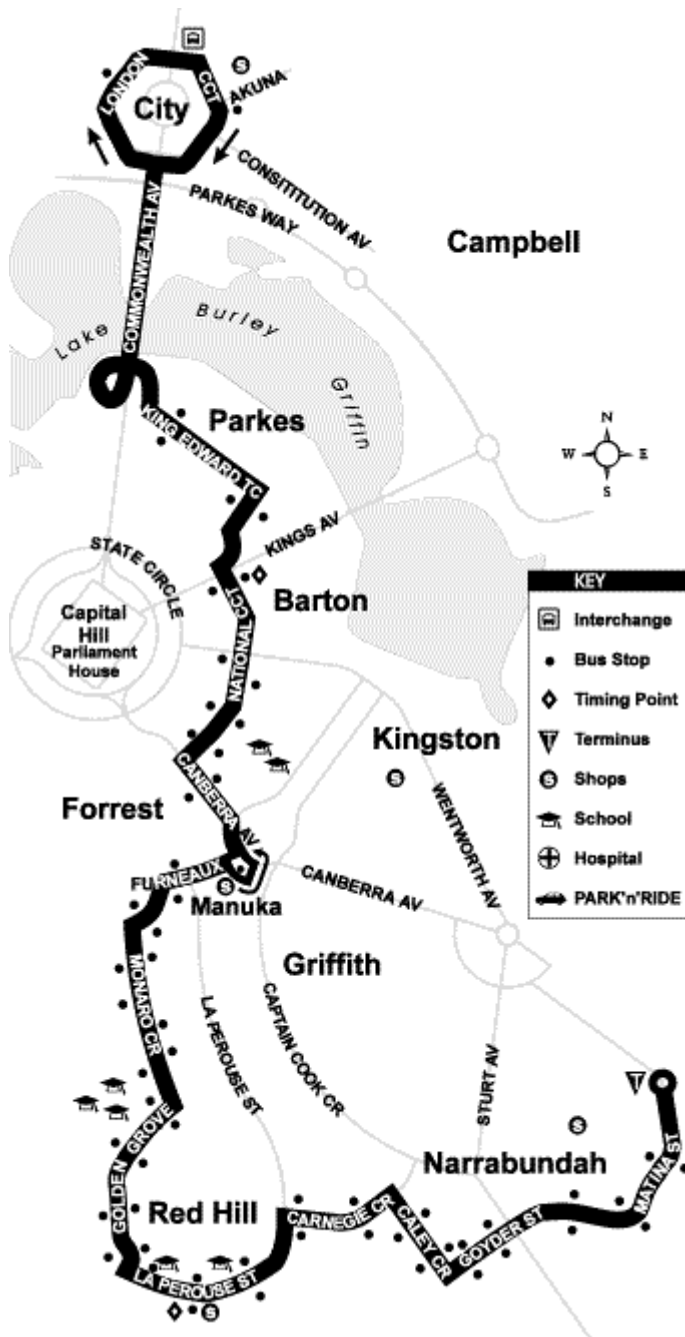 LONDON
CCT
AKUNA
City
CONSITITUTION AV
PARKES WAY
COMMONWEALTH AV
Campbell
Lake
Burley
Griffin
KING EDWARD TC
Parkes
N
W
E
S
KINGS AV
STATE CIRCLE
Capital
Hill
Parliament
House
NATIONAL CCT
Barton
KEY
Interchange
Bus Stop
T
Timing Point
Terminus
S
Shops
School
Hospital
PARK'n'RIDE
Kingston
S
WENTWORTH AV
Forrest
CANBERRA AV
FURNEAUX
S
Manuka
CANBERRA AV
Griffith
MONARO CR
LA PEROUSE ST
CAPTAIN COOK CR
STURT AV
T
S
Narrabundah
MATINA ST
GOLDEN GROVE
Red Hill
CARNEGIE CR
CALEY CR
GOYDER ST
LA PEROUSE ST
S
S